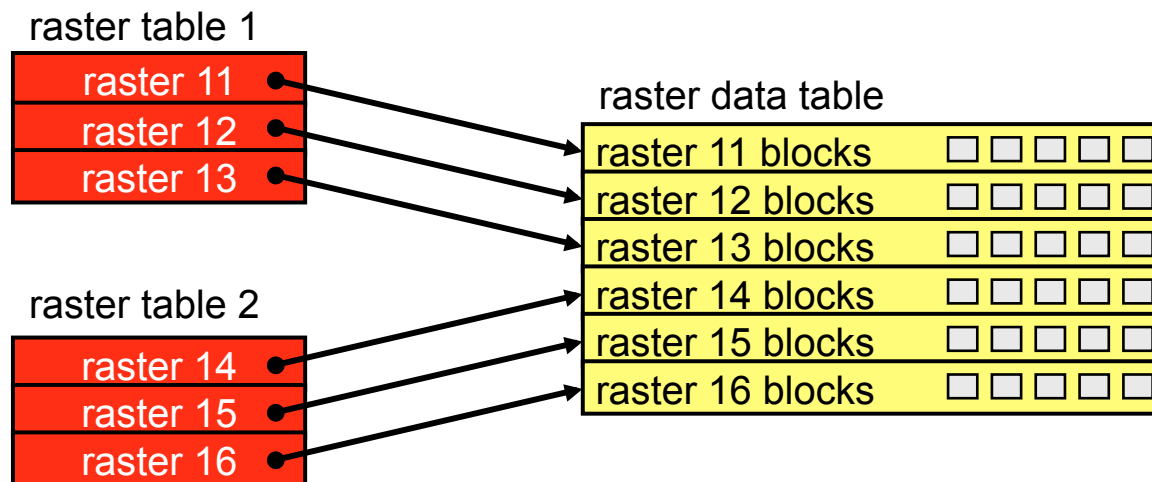 raster table 1
raster 11
raster 12
raster 13
raster table 2
raster 14
raster 15
raster 16
raster data table
raster 11 blocks
raster 12 blocks
raster 13 blocks
raster 14 blocks
raster 15 blocks
raster 16 blocks